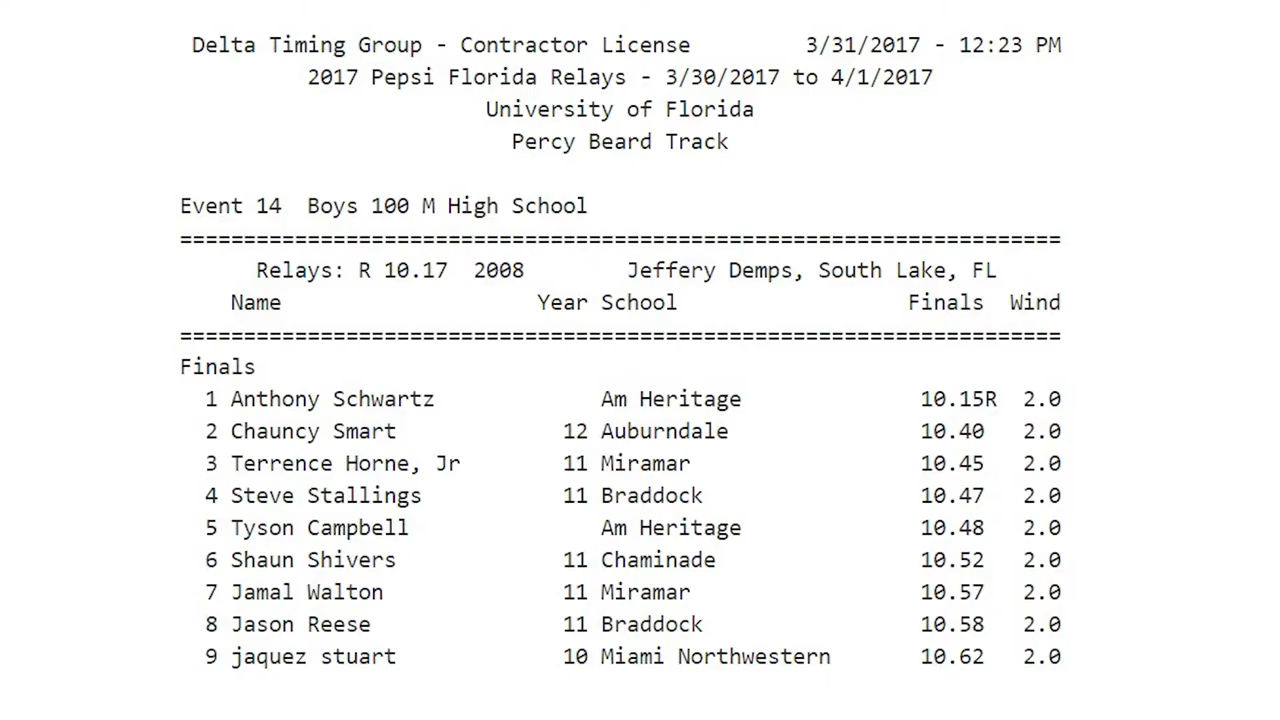 Delta Timing Group - Contractor License 3/31/2017 - 12:23 PM
2017 Pepsi Florida Relays - 3/30/2017 to 4/1/2017
University of Florida
Percy Beard Track
Event 14 Boys 100 M High School
=====================================================================
Relays: R 10.17 2008 Jeffery Demps, South Lake, FL
Name Year School Finals Wind
=====================================================================
Finals
1 Anthony Schwartz Am Heritage 10.15R 2.0
2 Chauncy Smart 12 Auburndale 10.40 2.0
3 Terrence Horne, Jr 11 Miramar 10.45 2.0
4 Steve Stallings 11 Braddock 10.47 2.0
5 Tyson Campbell Am Heritage 10.48 2.0
6 Shaun Shivers 11 Chaminade 10.52 2.0
7 Jamal Walton 11 Miramar 10.57 2.0
8 Jason Reese 11 Braddock 10.58 2.0
9 jaquez stuart 10 Miami Northwestern 10.62 2.0